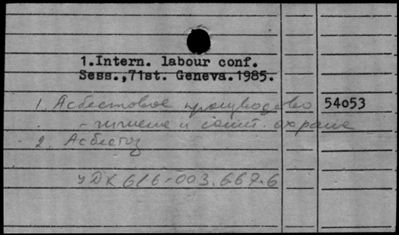 1.Intern. labour conf.
Sess.,71st. Geneva.1985.
1. Асбестовое производство 54053
- гигиена и санит. охрана
2. Асбестоз
УДК 616-003.667.6